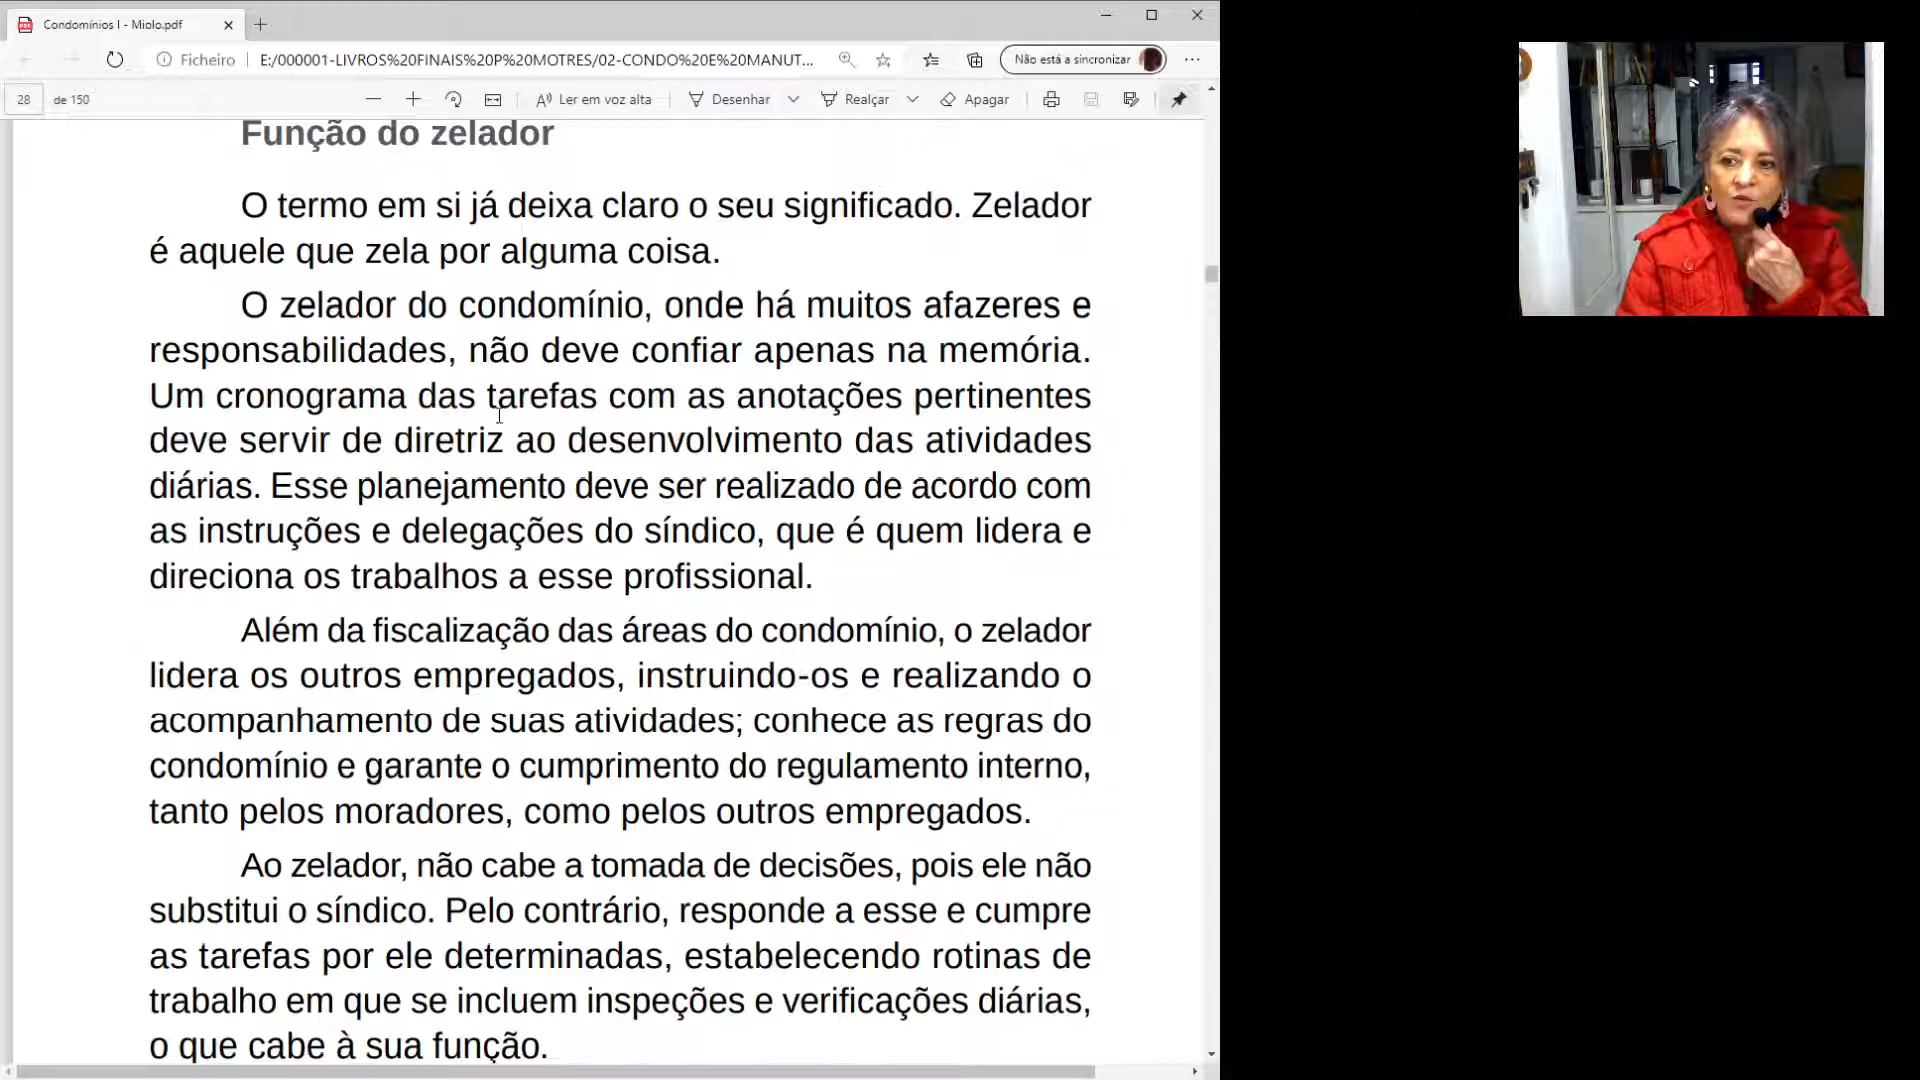 Condomínios I - Miolo.pdf
Ficheiro
E:/000001-LIVROS%20FINAIS%20P%20MOTRES/02-CONDO%20E%20MANUT...
Não está a sincronizar
28 de 150
Ler em voz alta
Desenhar
Realçar
Apagar
Função do zelador
O termo em si já deixa claro o seu significado. Zelador
é aquele que zela por alguma coisa.
O zelador do condomínio, onde há muitos afazeres e
responsabilidades, não deve confiar apenas na memória.
Um cronograma das tarefas com as anotações pertinentes
deve servir de diretriz ao desenvolvimento das atividades
diárias. Esse planejamento deve ser realizado de acordo com
as instruções e delegações do síndico, que é quem lidera e
direciona os trabalhos a esse profissional.
Além da fiscalização das áreas do condomínio, o zelador
lidera os outros empregados, instruindo-os e realizando o
acompanhamento de suas atividades; conhece as regras do
condomínio e garante o cumprimento do regulamento interno,
tanto pelos moradores, como pelos outros empregados.
Ao zelador, não cabe a tomada de decisões, pois ele não
substitui o síndico. Pelo contrário, responde a esse e cumpre
as tarefas por ele determinadas, estabelecendo rotinas de
trabalho em que se incluem inspeções e verificações diárias,
o que cabe à sua função.